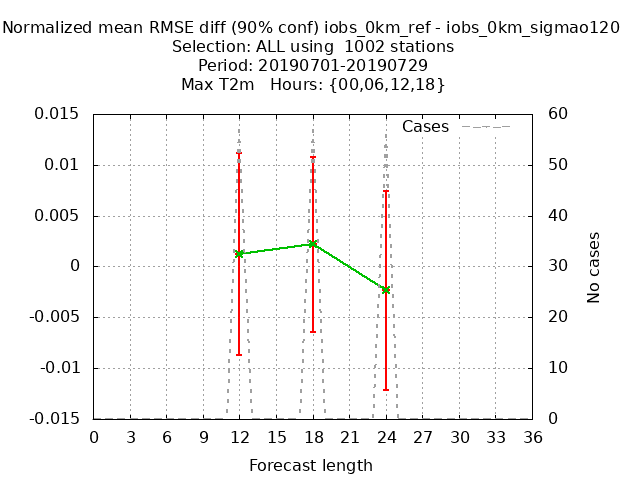 Normalized mean RMSE diff (90% conf) iobs_0km_ref - iobs_0km_sigmao120
Selection: ALL using  1002 stations
Period: 20190701-20190729
Max T2m   Hours: {00,06,12,18}
Cases
0.015
0.01
0.005
0
-0.005
-0.01
-0.015
60
50
40
30
20
10
0
No cases
0 3 6 9 12 15 18 21 24 27 30 33 36
Forecast length